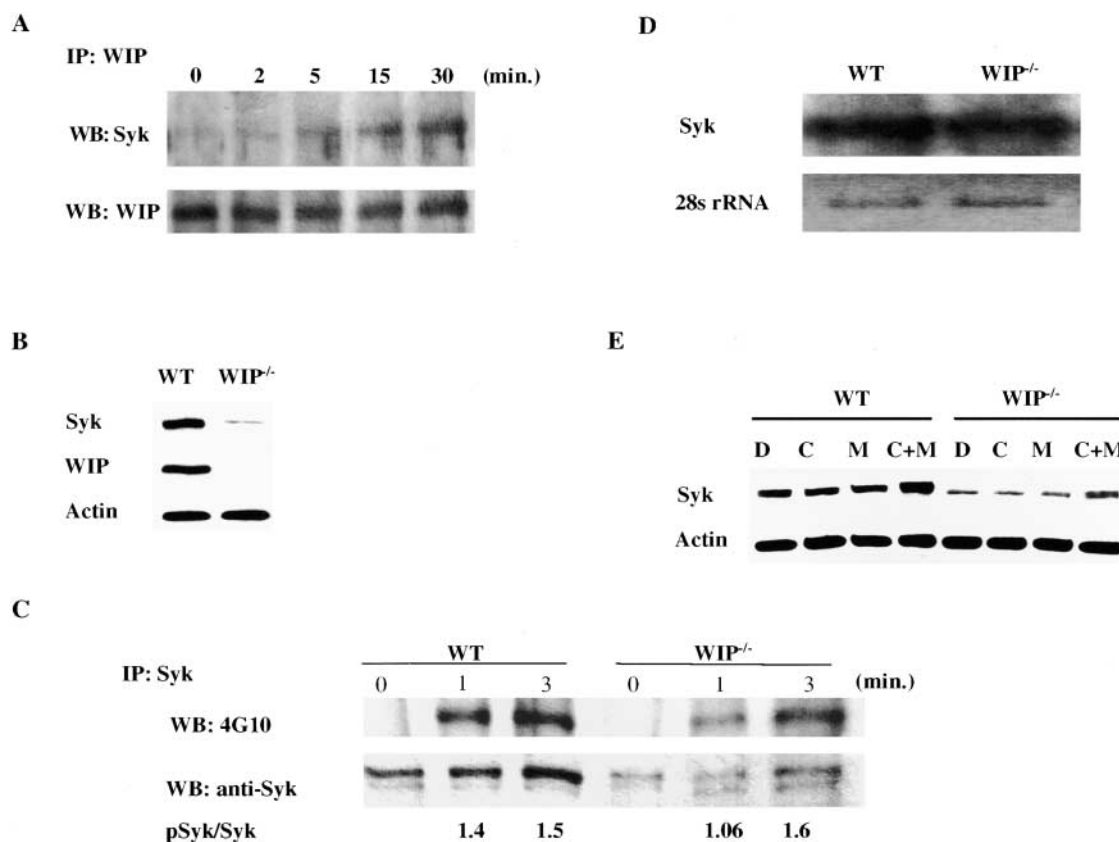 A
IP: WIP
0 2 5 15 30 (min.)
WB: Syk
WB: WIP
D
WT WIP-/-
Syk
28s rRNA
B
WT WIP-/-
Syk
WIP
Actin
E
WT WIP-/-
D C M C+M D C M C+M
Syk
Actin
C
WT WIP-/-
IP: Syk
0 1 3 0 1 3 (min.)
WB: 4G10
WB: anti-Syk
pSyk/Syk 1.4 1.5 1.06 1.6